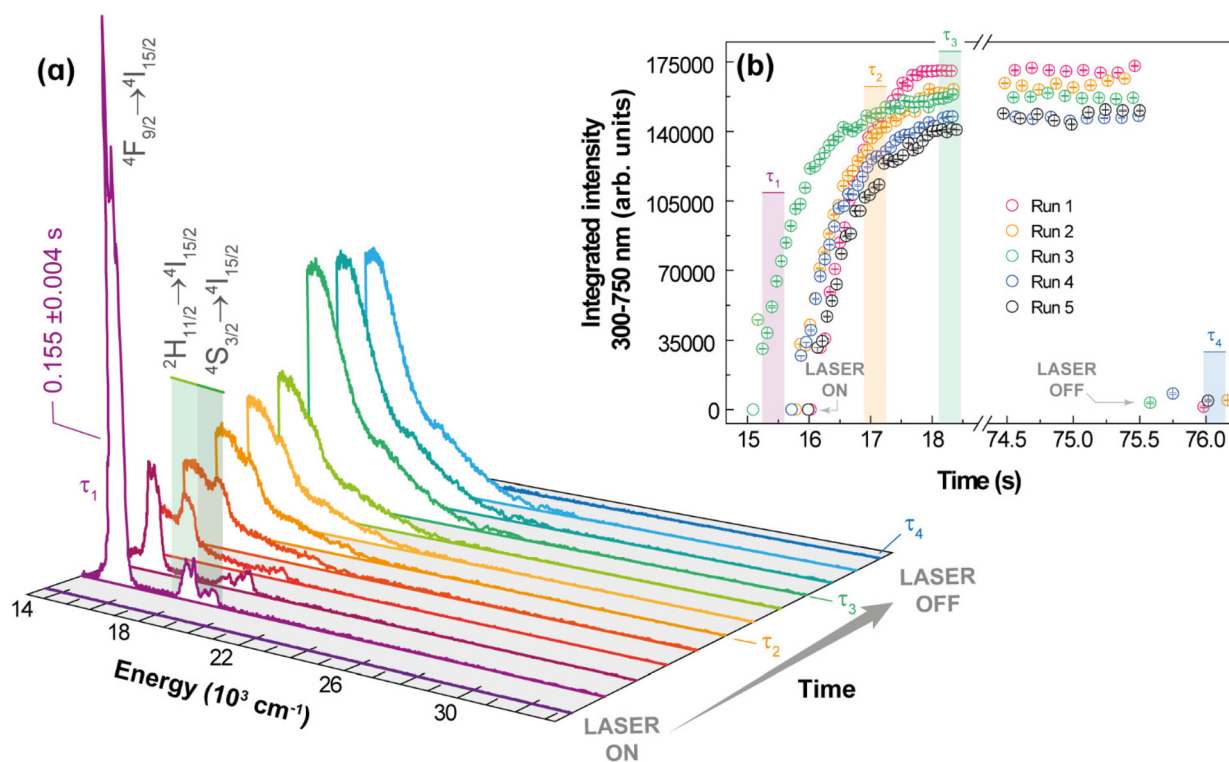 (a)
⁴F₉/₂→⁴I₁₅/₂
0.155 ±0.004 s
²H₁₁/₂→⁴I₁₅/₂
⁴S₃/₂→⁴I₁₅/₂
τ₁
14
18
22
26
30
Energy (10³ cm⁻¹)
τ₂
τ₃
τ₄
Time
LASER
ON
LASER
OFF
(b)
Integrated intensity
300-750 nm (arb. units)
175000
140000
105000
70000
35000
0
τ₁
τ₂
τ₃
τ₄
Run 1
Run 2
Run 3
Run 4
Run 5
LASER
ON
LASER
OFF
15 16 17 18 74.5 75.0 75.5 76.0
Time (s)